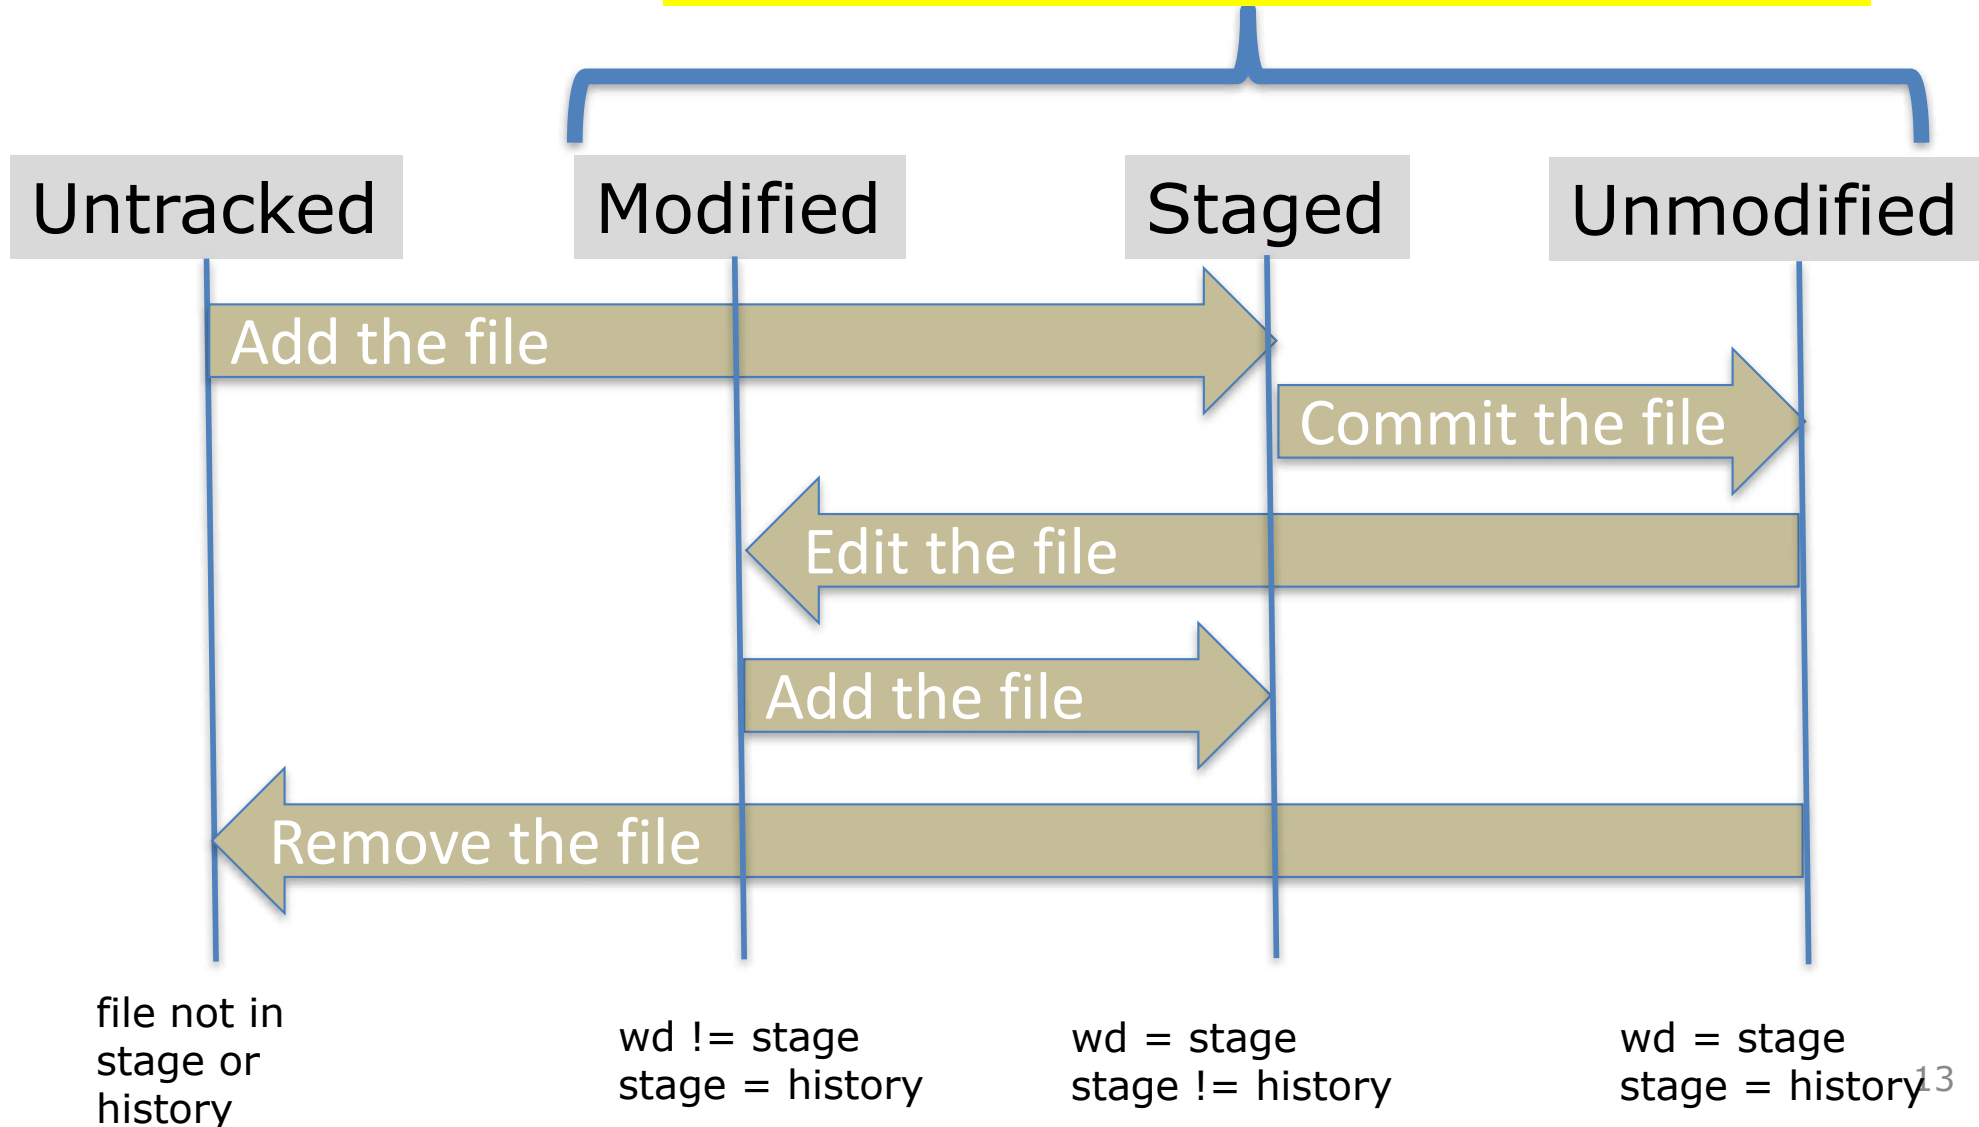 Untracked
Modified
Staged
Unmodified
Add the file
Commit the file
Edit the file
Add the file
Remove the file
file not in
stage or
history
wd != stage
stage = history
wd = stage
stage != history
wd = stage
stage = history
13